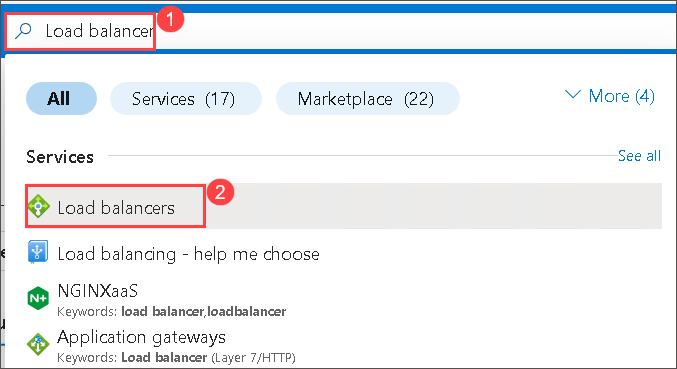 Load balancer 1
All Services (17) Marketplace (22) More (4)
Services See all
Load balancers 2
Load balancing - help me choose
N+ NGINXaaS
Keywords: load balancer,loadbalancer
Application gateways
Keywords: Load balancer (Layer 7/HTTP)